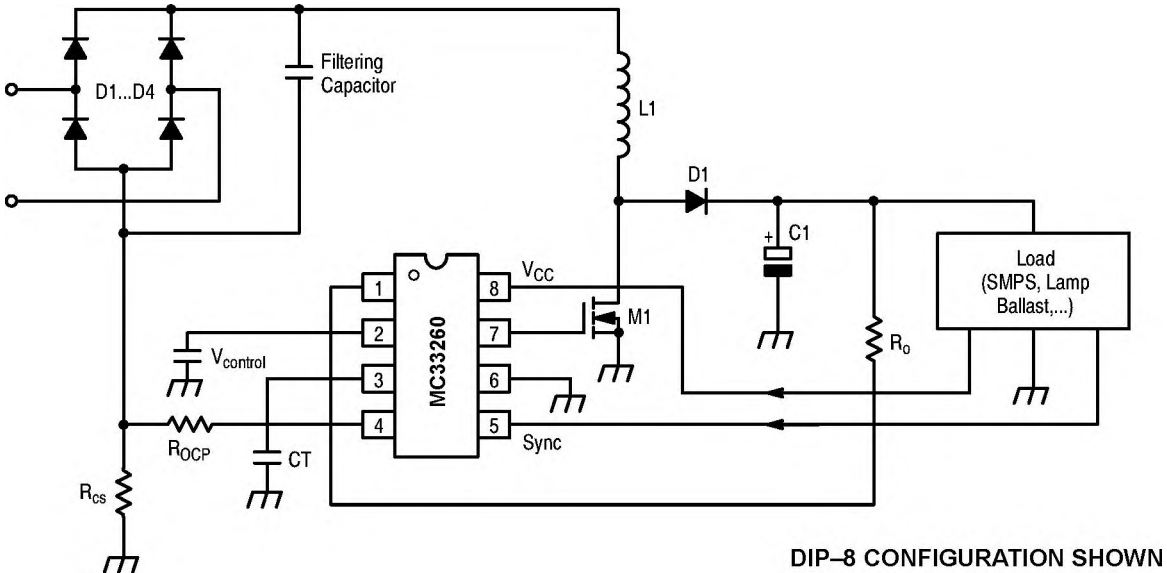 D1...D4
Filtering
Capacitor
L1
D1
C1
+
Load
(SMPS, Lamp
Ballast,...)
VCC
M1
Ro
1
2
3
4
8
7
6
5
MC33260
Vcontrol
ROCP
CT
Sync
Rcs
DIP–8 CONFIGURATION SHOWN